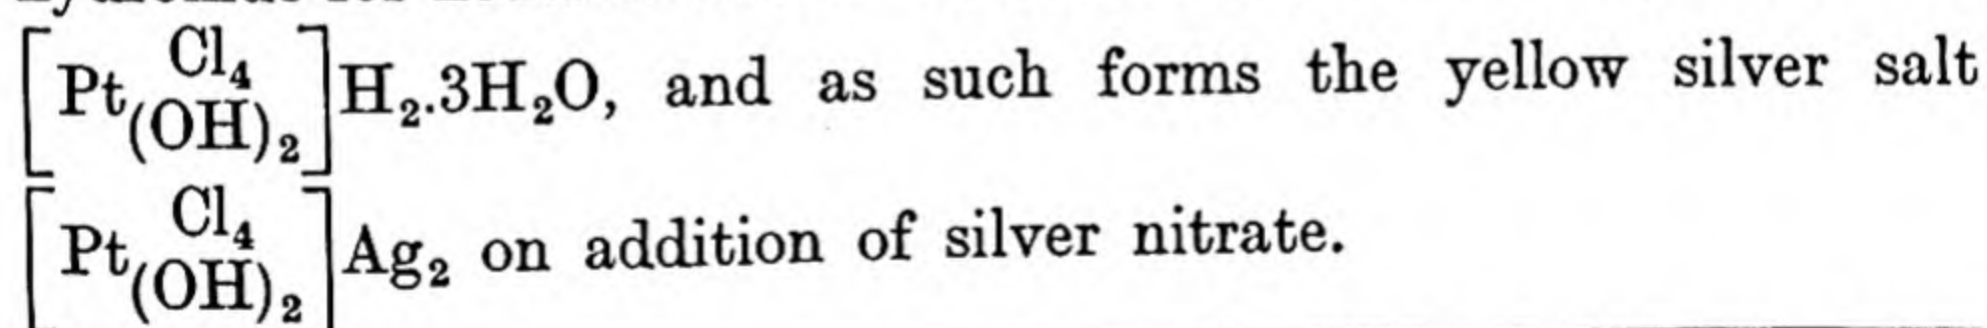 [Pt Cl₄ (OH)₂] H₂.3H₂O, and as such forms the yellow silver salt
[Pt Cl₄ (OH)₂] Ag₂ on addition of silver nitrate.